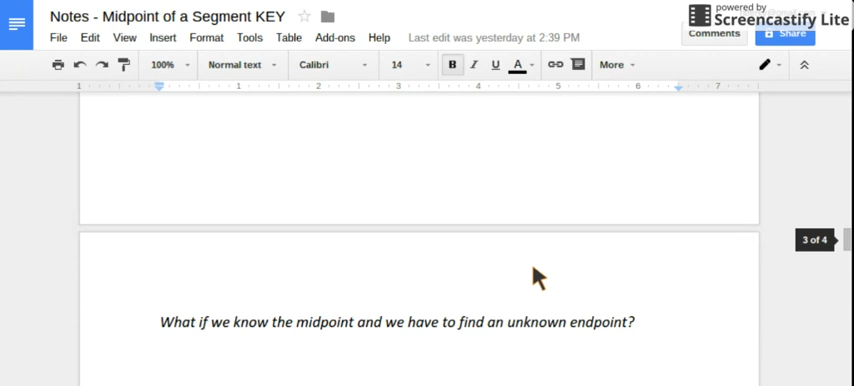 Notes - Midpoint of a Segment KEY
powered by
Screencastify Lite
File Edit View Insert Format Tools Table Add-ons Help Last edit was yesterday at 2:39 PM
Comments Share
100% Normal text Calibri 14 B I U A More
1 1 2 3 4 5 6 7
3 of 4
What if we know the midpoint and we have to find an unknown endpoint?